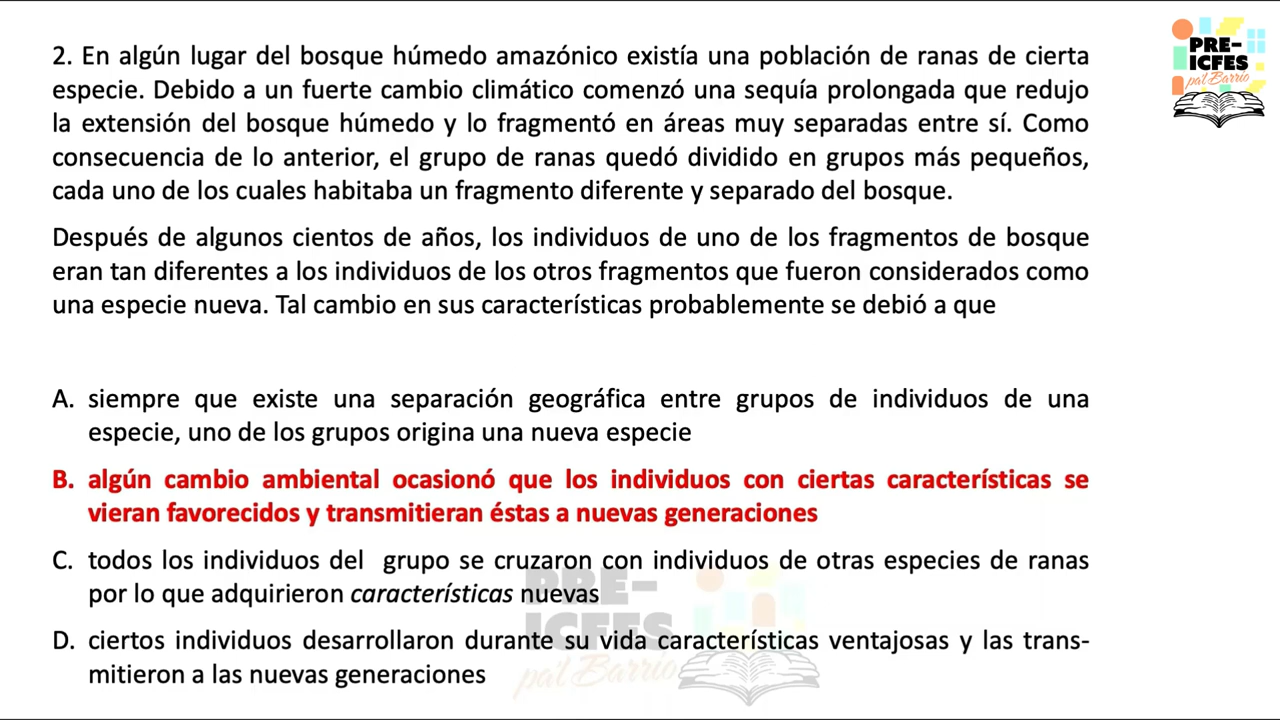 PRE-
ICFES
pa'l Barrio
2. En algún lugar del bosque húmedo amazónico existía una población de ranas de cierta
especie. Debido a un fuerte cambio climático comenzó una sequía prolongada que redujo
la extensión del bosque húmedo y lo fragmentó en áreas muy separadas entre sí. Como
consecuencia de lo anterior, el grupo de ranas quedó dividido en grupos más pequeños,
cada uno de los cuales habitaba un fragmento diferente y separado del bosque.
Después de algunos cientos de años, los individuos de uno de los fragmentos de bosque
eran tan diferentes a los individuos de los otros fragmentos que fueron considerados como
una especie nueva. Tal cambio en sus características probablemente se debió a que
A. siempre que existe una separación geográfica entre grupos de individuos de una
especie, uno de los grupos origina una nueva especie
B. algún cambio ambiental ocasionó que los individuos con ciertas características se
vieran favorecidos y transmitieran éstas a nuevas generaciones
C. todos los individuos del grupo se cruzaron con individuos de otras especies de ranas
por lo que adquirieron características nuevas
D. ciertos individuos desarrollaron durante su vida características ventajosas y las trans-
mitieron a las nuevas generaciones
PRE-
ICFES
pa'l Barrio